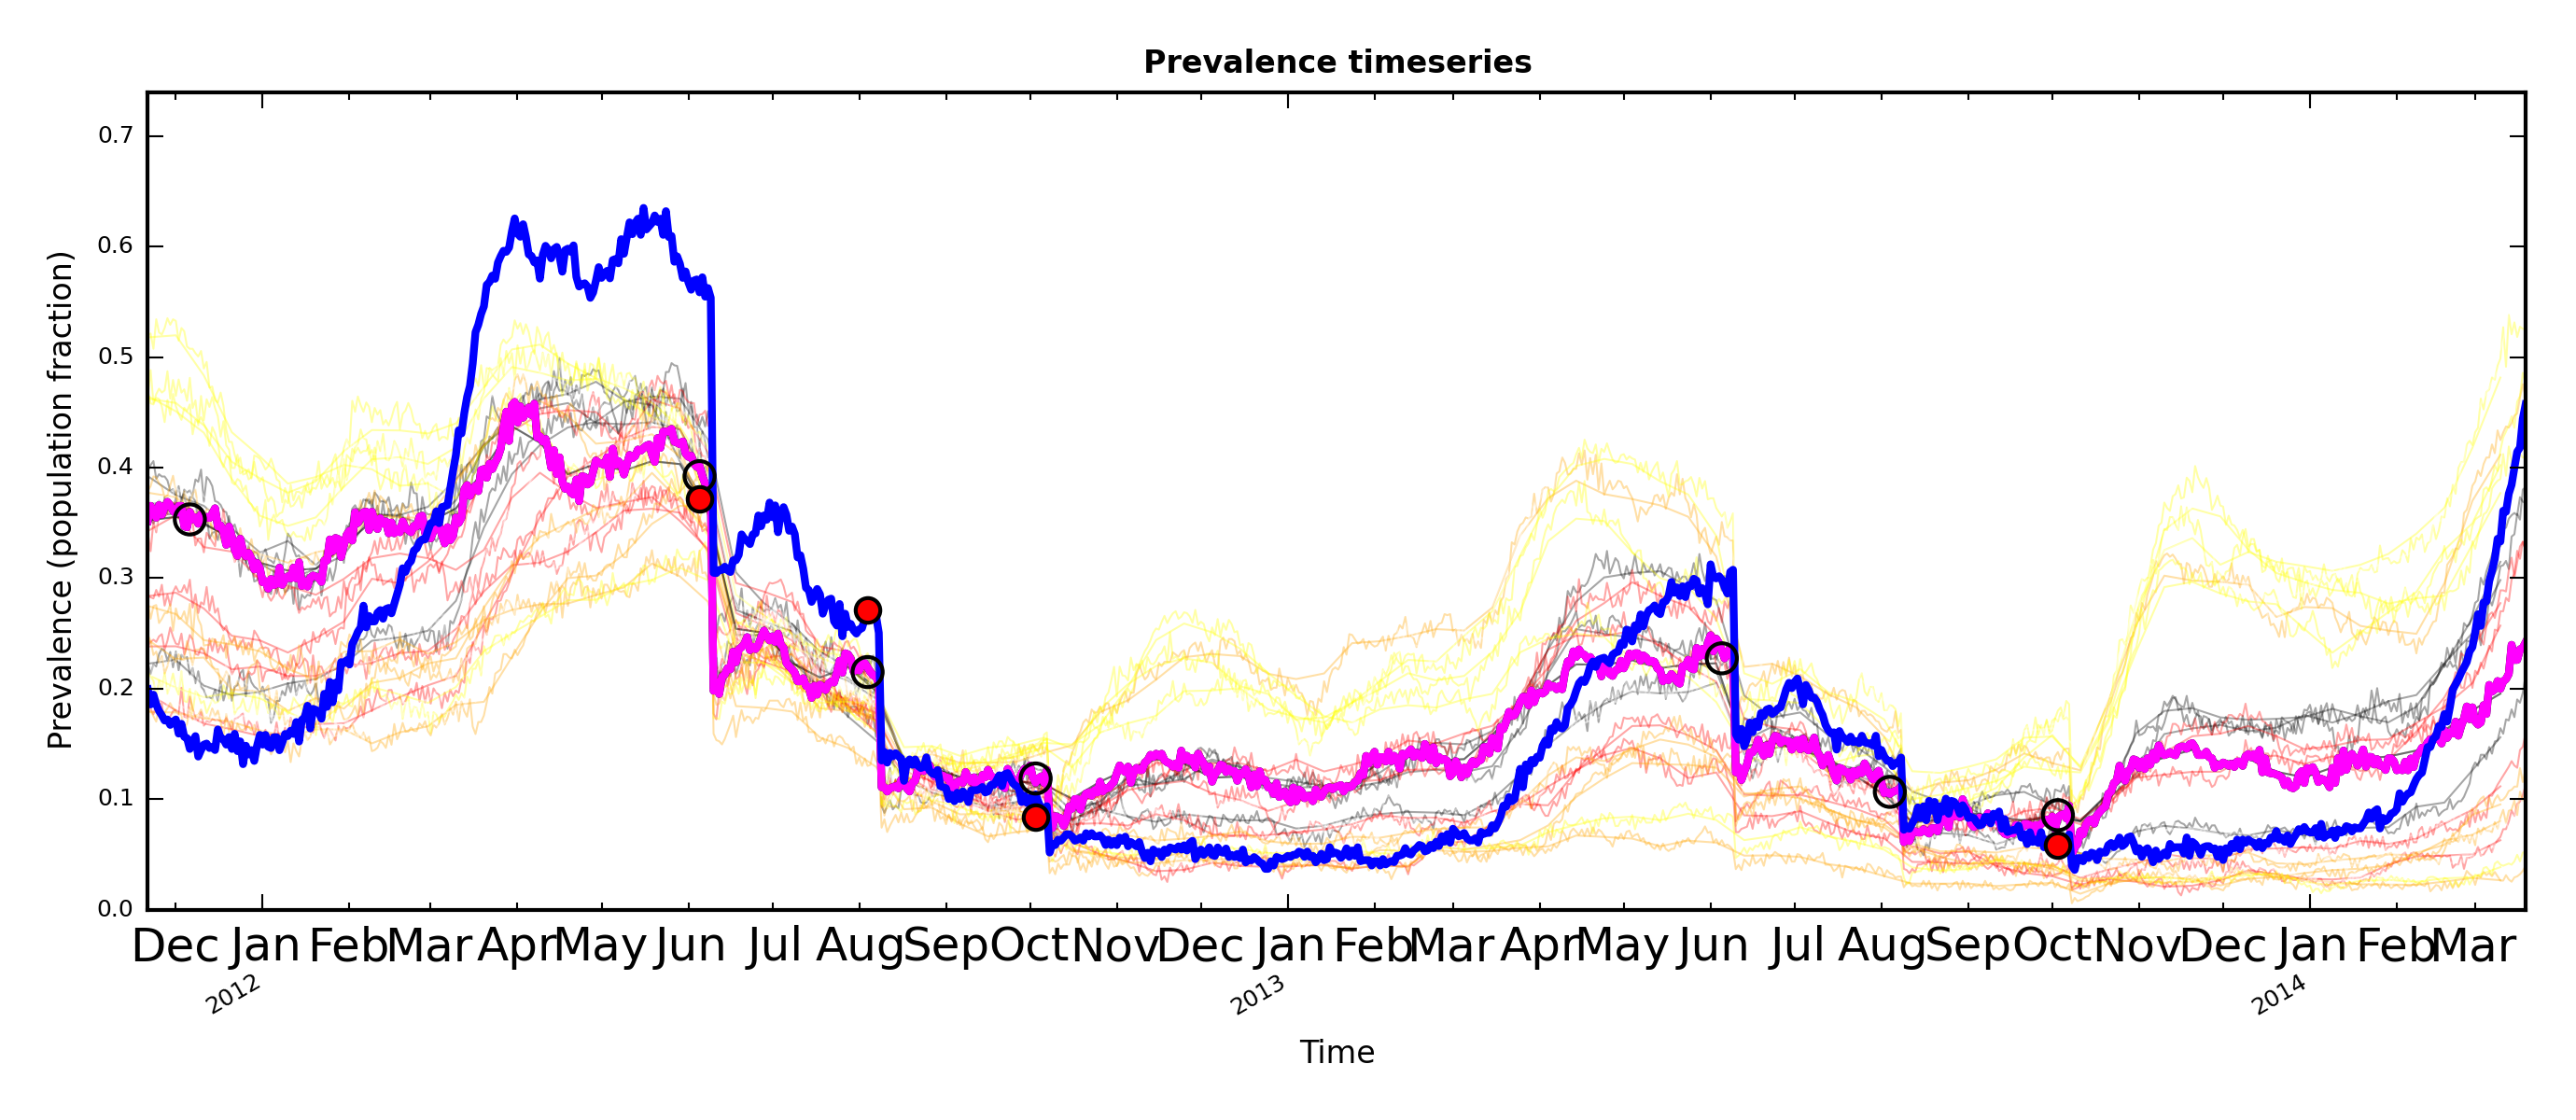 Prevalence timeseries
Prevalence (population fraction)
0.7
0.6
0.5
0.4
0.3
0.2
0.1
0.0
Dec Jan Feb Mar Apr May Jun Jul Aug Sep Oct Nov Dec Jan Feb Mar Apr May Jun Jul Aug Sep Oct Nov Dec Jan Feb Mar
2012 2013 2014
Time